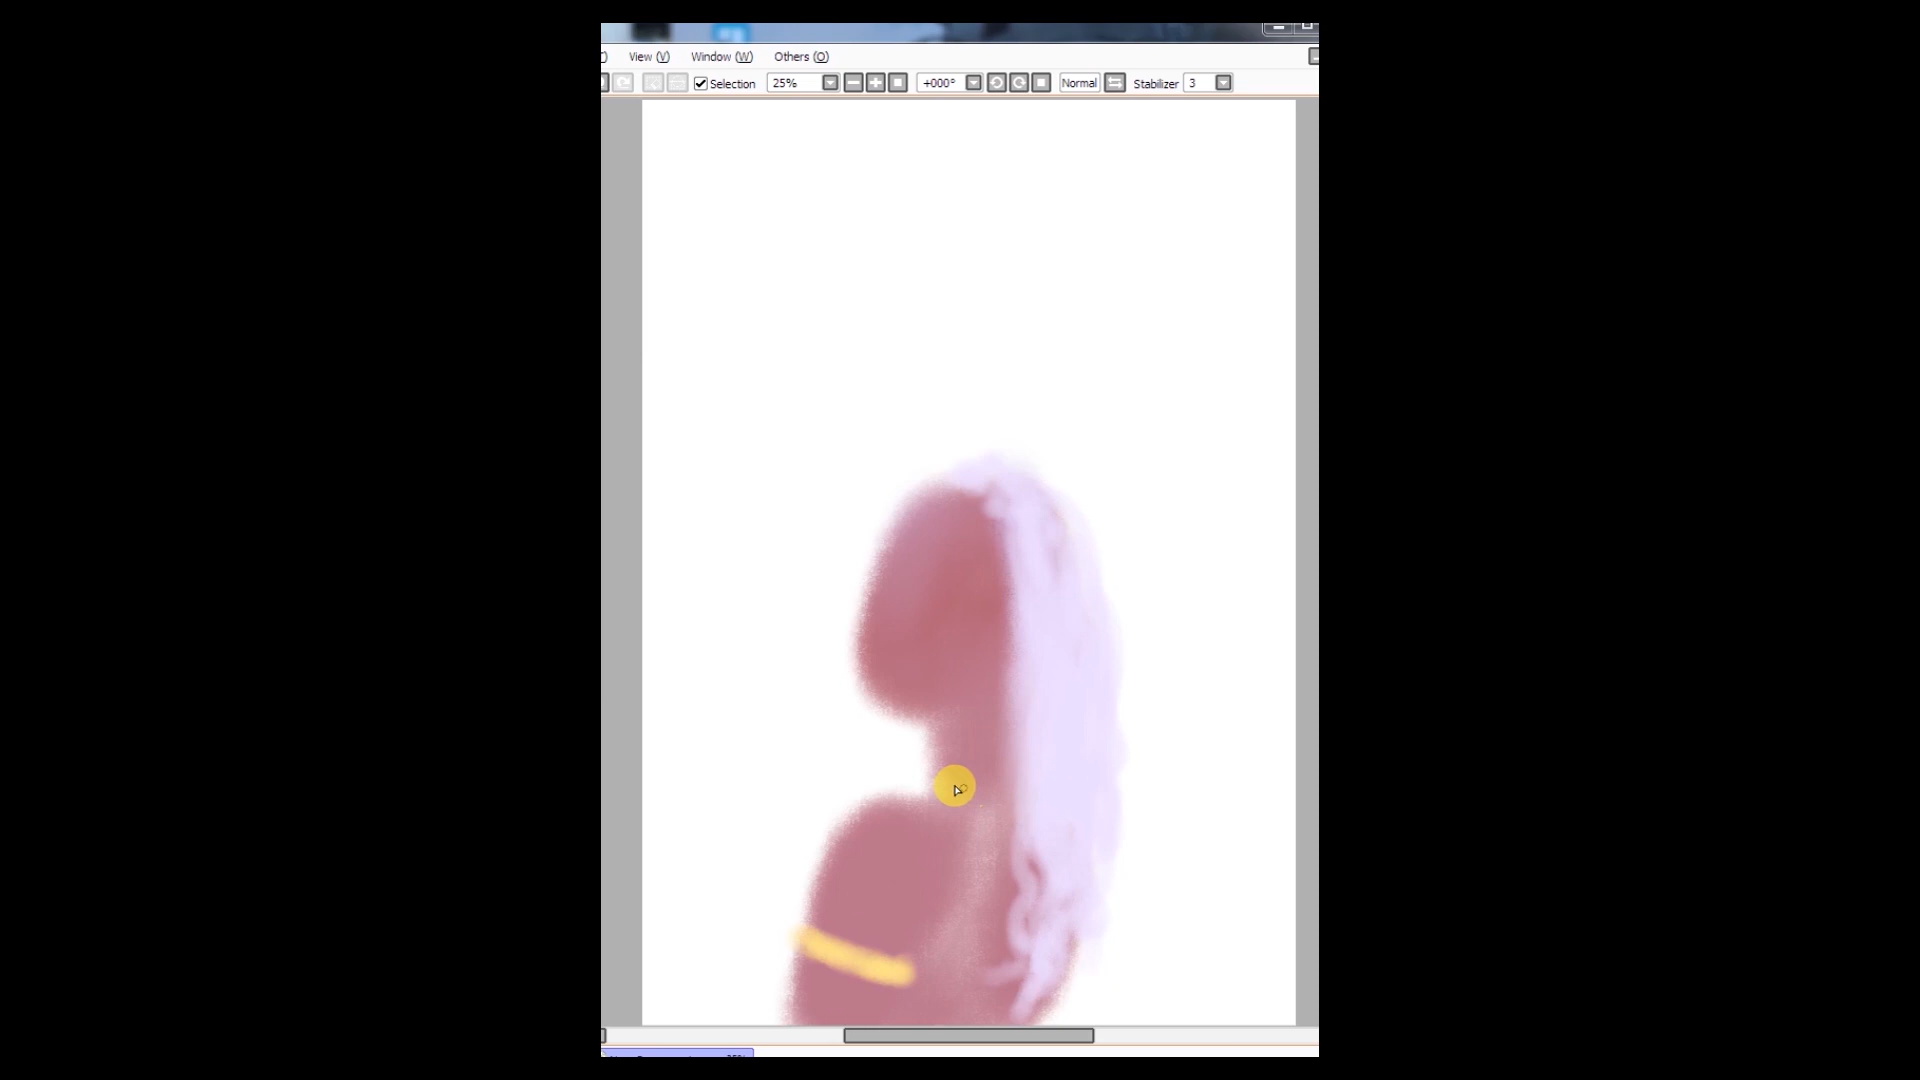 View (V) Window (W) Others (O)
Selection 25% +000° Normal Stabilizer 3